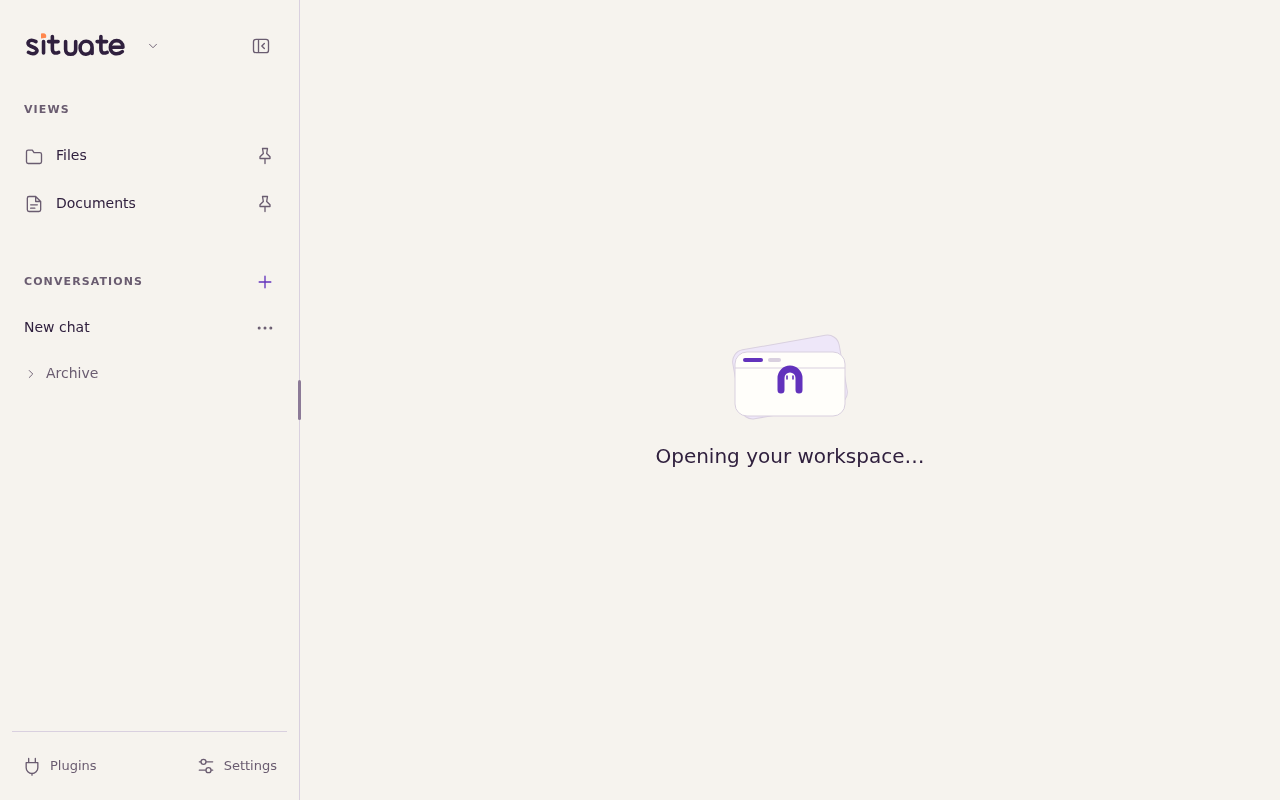 situate
VIEWS
Files
Documents
CONVERSATIONS
New chat
Archive
Plugins
Settings
Opening your workspace...